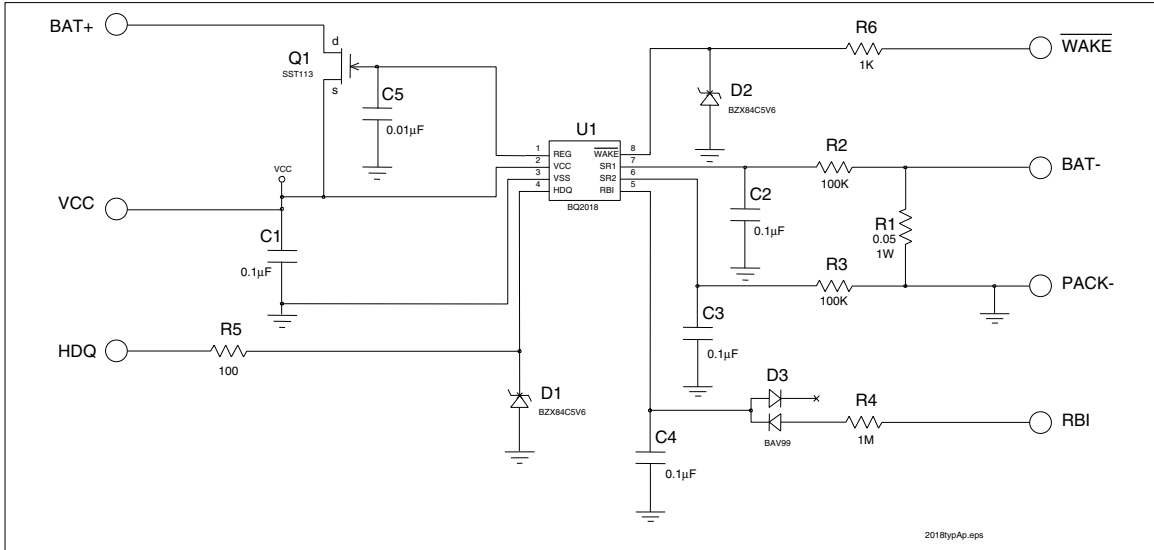 BAT+
Q1
SST113
d
s
C5
0.01µF
VCC
VCC
C1
0.1µF
HDQ
R5
100
D1
BZX84C5V6
U1
1 REG
2 VCC
3 VSS
4 HDQ
WAKE 8
SR1 7
SR2 6
RBI 5
BQ2018
D2
BZX84C5V6
R6
1K
WAKE
R2
100K
BAT-
C2
0.1µF
R1
0.05
1W
R3
100K
PACK-
C3
0.1µF
D3
BAV99
R4
1M
RBI
C4
0.1µF
2018typAp.eps